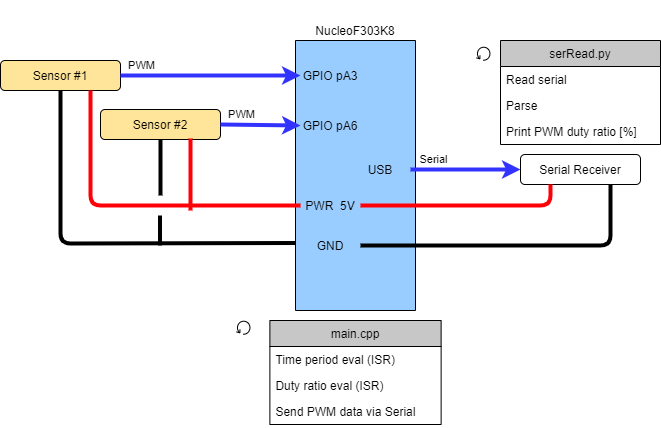 NucleoF303K8
Sensor #1
PWM
GPIO pA3
Sensor #2
PWM
GPIO pA6
USB
Serial
Serial Receiver
PWR 5V
GND
serRead.py
Read serial
Parse
Print PWM duty ratio [%]
main.cpp
Time period eval (ISR)
Duty ratio eval (ISR)
Send PWM data via Serial